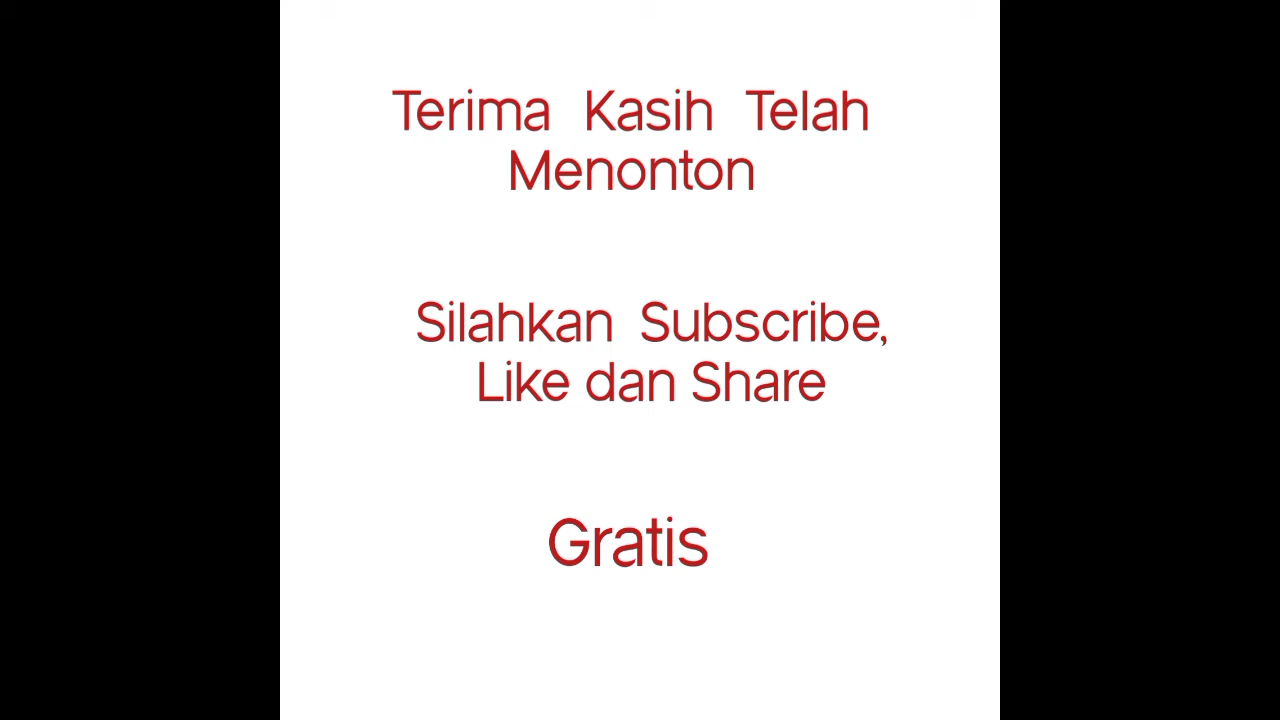 Terima Kasih Telah
Menonton
Silahkan Subscribe,
Like dan Share
Gratis